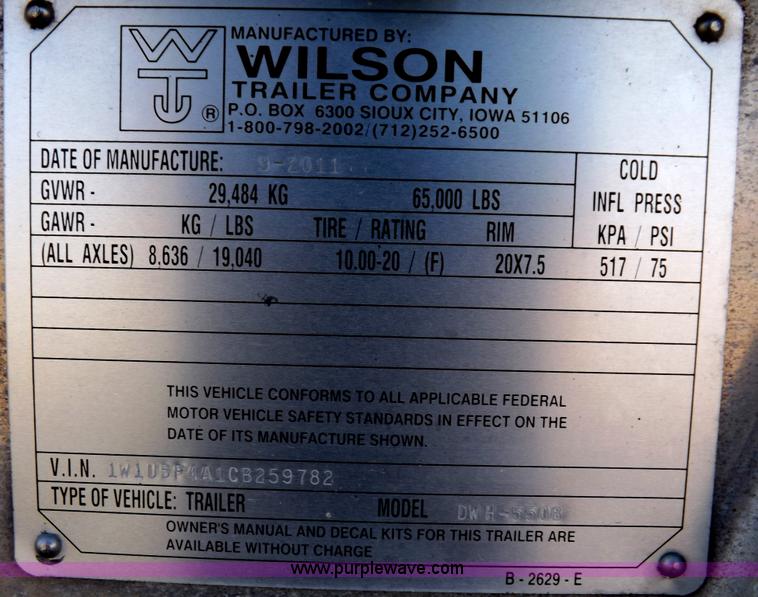 MANUFACTURED BY:
WILSON
TRAILER COMPANY
P.O. BOX 6300 SIOUX CITY, IOWA 51106
1-800-798-2002/(712)252-6500
WT ®
DATE OF MANUFACTURE: 9-2011
COLD
GVWR - 29,484 KG 65,000 LBS INFL PRESS
GAWR - KG / LBS TIRE / RATING RIM KPA / PSI
(ALL AXLES) 8,636 / 19,040 10.00-20 / (F) 20X7.5 517 / 75
THIS VEHICLE CONFORMS TO ALL APPLICABLE FEDERAL
MOTOR VEHICLE SAFETY STANDARDS IN EFFECT ON THE
DATE OF ITS MANUFACTURE SHOWN.
V.I.N. 1W1U5P4A1CB259782
TYPE OF VEHICLE: TRAILER MODEL
OWNER'S MANUAL AND DECAL KITS FOR THIS TRAILER ARE
AVAILABLE WITHOUT CHARGE
www.purplewave.com
B - 2629 - E